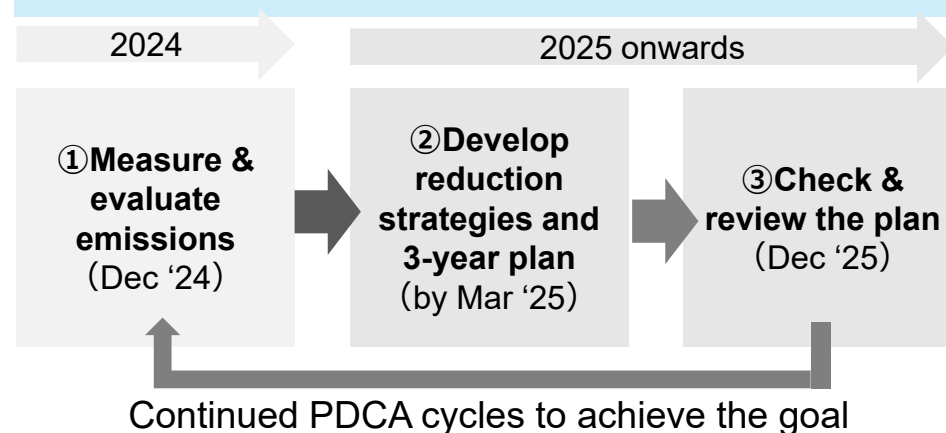 2024
2025 onwards
①Measure &
evaluate
emissions
（Dec ‘24）
②Develop
reduction
strategies and
3-year plan
（by Mar ‘25）
③Check &
review the plan
（Dec ‘25）
Continued PDCA cycles to achieve the goal